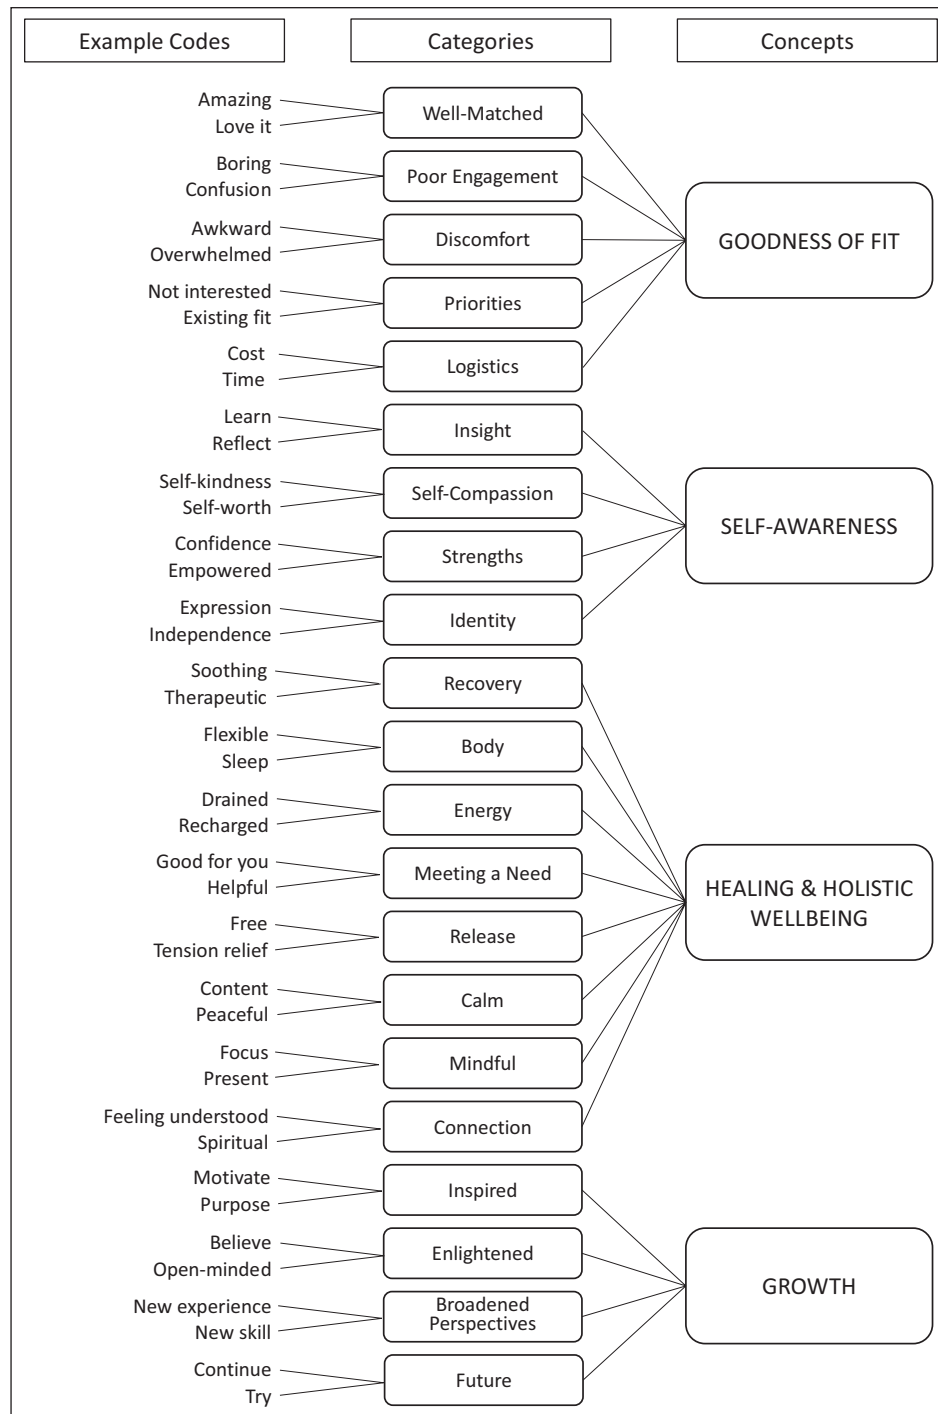 Example Codes
Categories
Concepts
Amazing
Love it
Well-Matched
Boring
Confusion
Poor Engagement
Awkward
Overwhelmed
Discomfort
Not interested
Existing fit
Priorities
Cost
Time
Logistics
GOODNESS OF FIT
Learn
Reflect
Insight
Self-kindness
Self-worth
Self-Compassion
Confidence
Empowered
Strengths
Expression
Independence
Identity
SELF-AWARENESS
Soothing
Therapeutic
Recovery
Flexible
Sleep
Body
Drained
Recharged
Energy
Good for you
Helpful
Meeting a Need
Free
Tension relief
Release
Content
Peaceful
Calm
Focus
Present
Mindful
Feeling understood
Spiritual
Connection
HEALING & HOLISTIC
WELLBEING
Motivate
Purpose
Inspired
Believe
Open-minded
Enlightened
New experience
New skill
Broadened
Perspectives
Continue
Try
Future
GROWTH